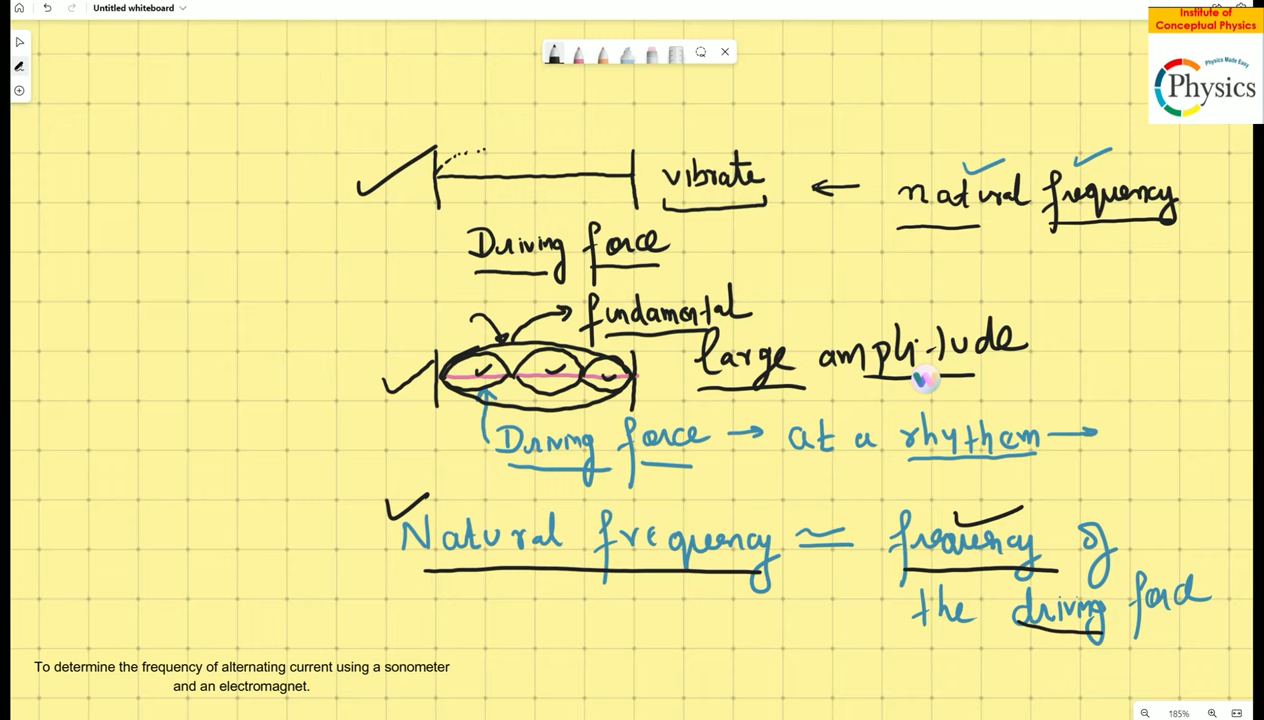 Untitled whiteboard
Institute of
Conceptual Physics
Physics Made Easy
Physics
vibrate ← natural frequency
Driving force
fundamental
large amplitude
Driving force → at a rhythem →
Natural frequency ≃ frequency of
the driving force
To determine the frequency of alternating current using a sonometer
and an electromagnet.
185%